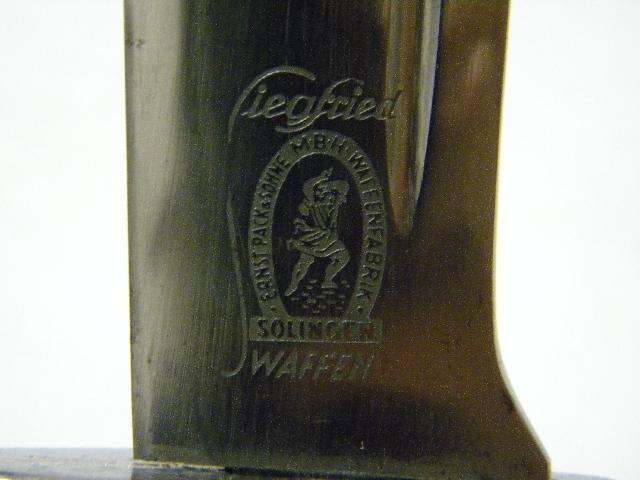 Siegfried
ERNST PACK & SÖHNE M·B·H· WAFFENFABRIK
SOLINGEN
WAFFEN